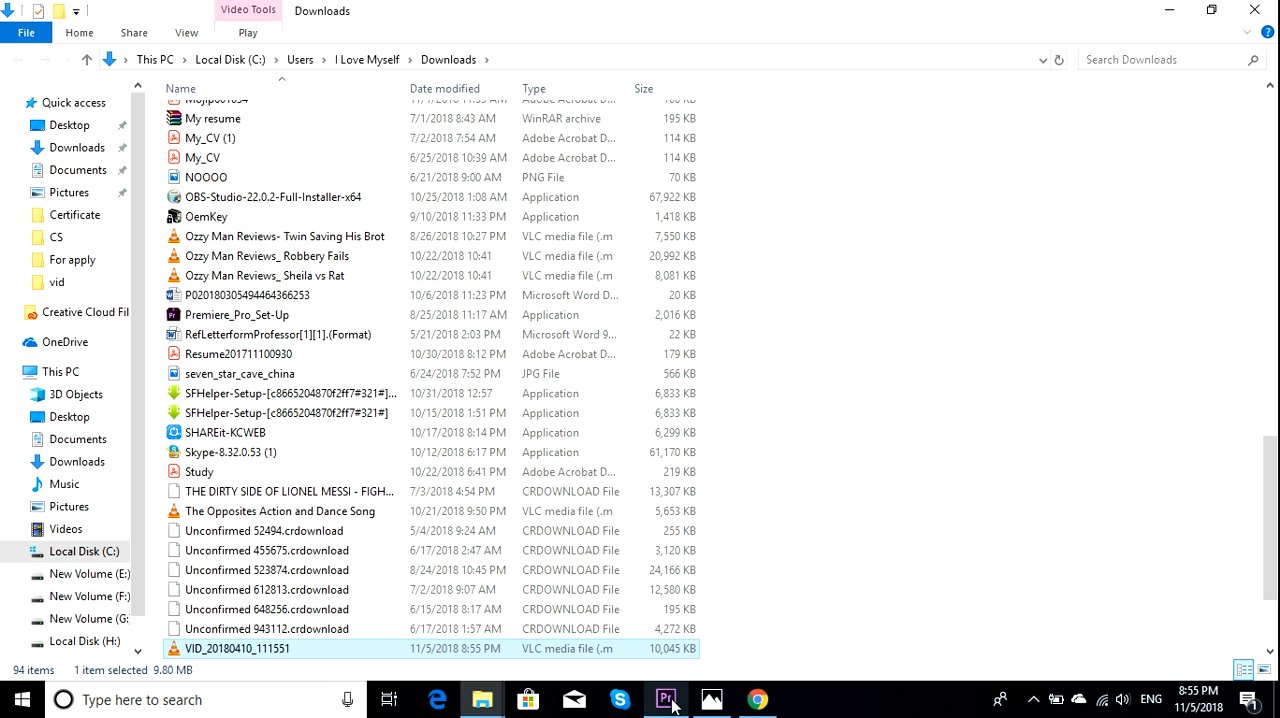 Video Tools
Downloads
File
Home
Share
View
Play
This PC
Local Disk (C:)
Users
I Love Myself
Downloads
Search Downloads
Name
Date modified
Type
Size
Quick access
Desktop
Downloads
Documents
Pictures
Certificate
CS
For apply
vid
Creative Cloud Fil
OneDrive
This PC
3D Objects
Desktop
Documents
Downloads
Music
Pictures
Videos
Local Disk (C:)
New Volume (E:)
New Volume (F:)
New Volume (G:
Local Disk (H:)
My resume 7/1/2018 8:43 AM WinRAR archive 195 KB
My_CV (1) 7/2/2018 7:54 AM Adobe Acrobat D... 114 KB
My_CV 6/25/2018 10:39 AM Adobe Acrobat D... 114 KB
NOOOO 6/21/2018 9:00 AM PNG File 70 KB
OBS-Studio-22.0.2-Full-Installer-x64 10/25/2018 1:08 AM Application 67,922 KB
OemKey 9/10/2018 11:33 PM Application 1,418 KB
Ozzy Man Reviews- Twin Saving His Brot 8/26/2018 10:27 PM VLC media file (.m 7,550 KB
Ozzy Man Reviews_ Robbery Fails 10/22/2018 10:41 VLC media file (.m 20,992 KB
Ozzy Man Reviews_ Sheila vs Rat 10/22/2018 10:41 VLC media file (.m 8,081 KB
P020180305494464366253 10/6/2018 11:23 PM Microsoft Word D... 20 KB
Premiere_Pro_Set-Up 8/25/2018 11:17 AM Application 2,016 KB
RefLetterformProfessor[1][1].(Format) 5/21/2018 2:03 PM Microsoft Word 9... 22 KB
Resume201711100930 10/30/2018 8:12 PM Adobe Acrobat D... 179 KB
seven_star_cave_china 6/24/2018 7:52 PM JPG File 566 KB
SFHelper-Setup-[c8665204870f2ff7#321#]... 10/31/2018 12:57 Application 6,833 KB
SFHelper-Setup-[c8665204870f2ff7#321#] 10/15/2018 1:51 PM Application 6,833 KB
SHAREit-KCWEB 10/17/2018 8:14 PM Application 6,299 KB
Skype-8.32.0.53 (1) 10/12/2018 6:17 PM Application 61,170 KB
Study 10/22/2018 6:41 PM Adobe Acrobat D... 219 KB
THE DIRTY SIDE OF LIONEL MESSI - FIGH... 7/3/2018 4:54 PM CRDOWNLOAD File 13,307 KB
The Opposites Action and Dance Song 10/21/2018 9:50 PM VLC media file (.m 5,653 KB
Unconfirmed 52494.crdownload 5/4/2018 9:24 AM CRDOWNLOAD File 255 KB
Unconfirmed 455675.crdownload 6/17/2018 2:47 AM CRDOWNLOAD File 3,120 KB
Unconfirmed 523874.crdownload 8/24/2018 10:45 PM CRDOWNLOAD File 24,166 KB
Unconfirmed 612813.crdownload 7/2/2018 9:07 AM CRDOWNLOAD File 12,580 KB
Unconfirmed 648256.crdownload 6/15/2018 8:17 AM CRDOWNLOAD File 195 KB
Unconfirmed 943112.crdownload 6/17/2018 1:57 AM CRDOWNLOAD File 4,272 KB
VID_20180410_111551 11/5/2018 8:55 PM VLC media file (.m 10,045 KB
94 items 1 item selected 9.80 MB
Type here to search
Pr
ENG
8:55 PM
11/5/2018
1